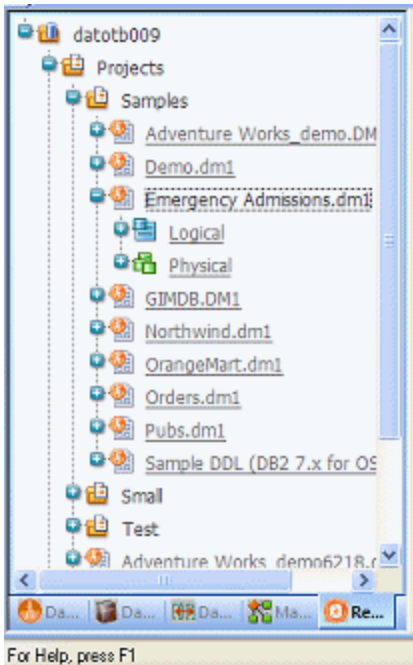 datotb009
Projects
Samples
Adventure Works_demo.DM
Demo.dm1
Emergency Admissions.dm1
Logical
Physical
GIMDB.DM1
Northwind.dm1
OrangeMart.dm1
Orders.dm1
Pubs.dm1
Sample DDL (DB2 7.x for OS
Small
Test
Adventure Works_demo6218.d
Da... Da... Da... Ma... Re...
For Help, press F1